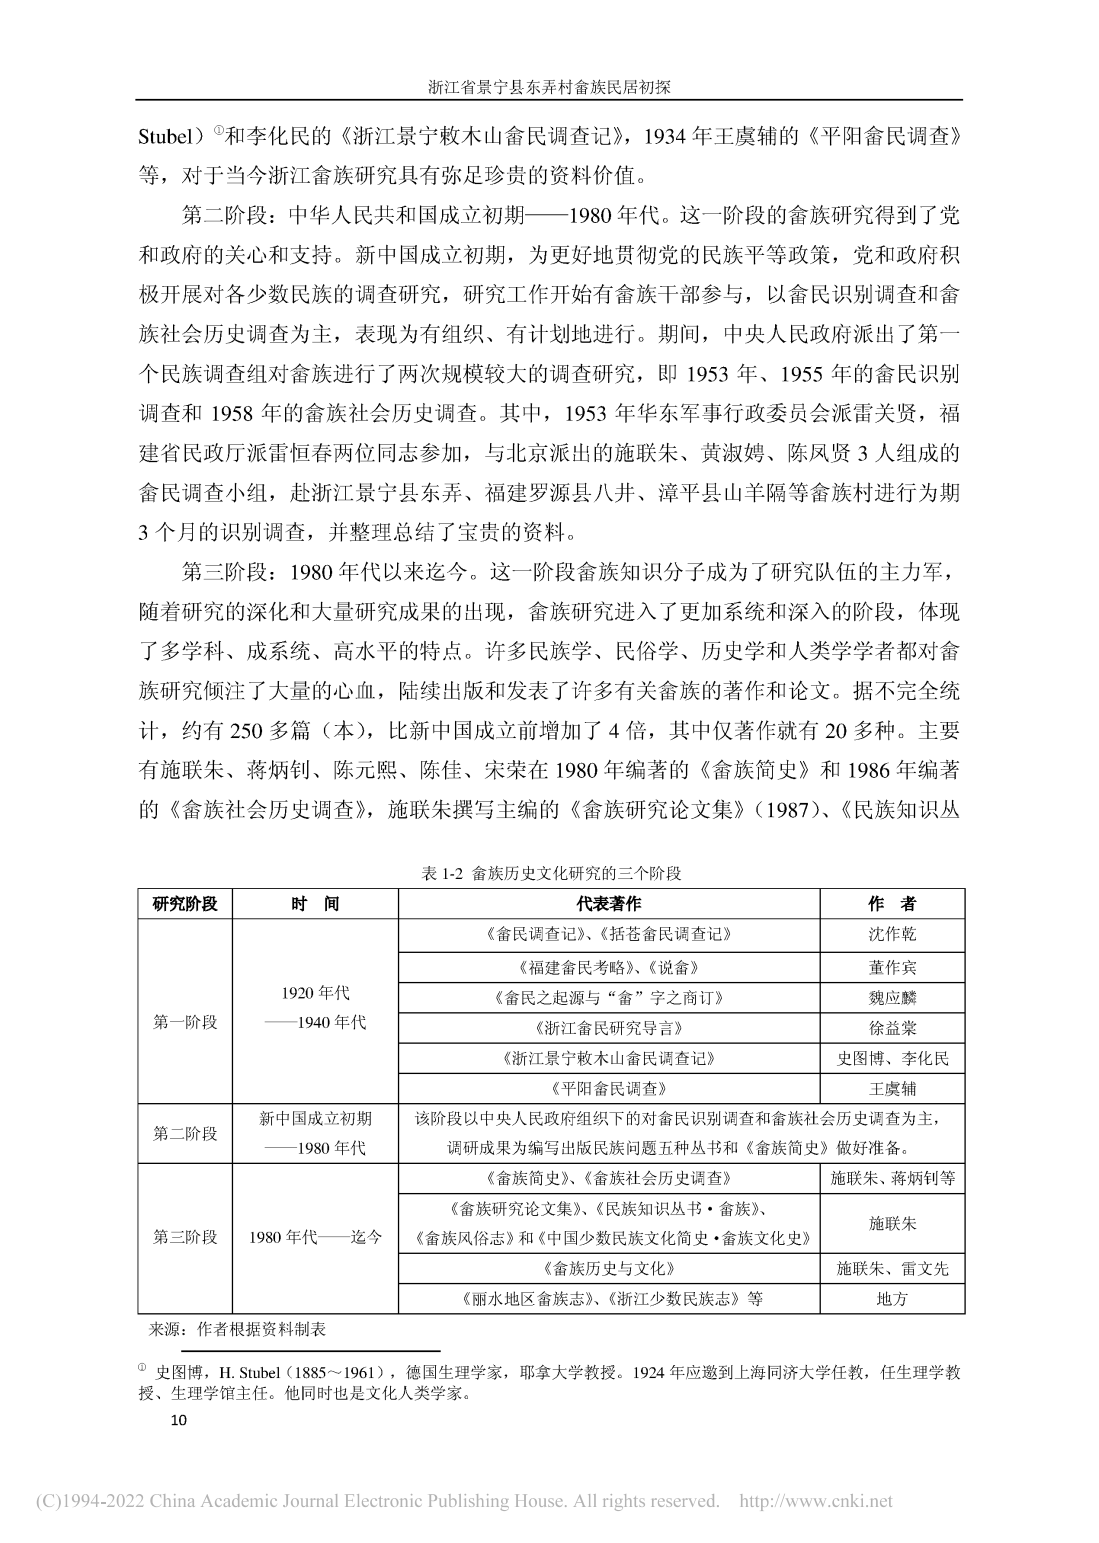 浙江省景宁县东弄村畲族民居初探
Stubel）①和李化民的《浙江景宁敕木山畲民调查记》，1934 年王虞辅的《平阳畲民调查》
等，对于当今浙江畲族研究具有弥足珍贵的资料价值。
第二阶段：中华人民共和国成立初期——1980 年代。这一阶段的畲族研究得到了党
和政府的关心和支持。新中国成立初期，为更好地贯彻党的民族平等政策，党和政府积
极开展对各少数民族的调查研究，研究工作开始有畲族干部参与，以畲民识别调查和畲
族社会历史调查为主，表现为有组织、有计划地进行。期间，中央人民政府派出了第一
个民族调查组对畲族进行了两次规模较大的调查研究，即 1953 年、1955 年的畲民识别
调查和 1958 年的畲族社会历史调查。其中，1953 年华东军事行政委员会派雷关贤，福
建省民政厅派雷恒春两位同志参加，与北京派出的施联朱、黄淑娉、陈凤贤 3 人组成的
畲民调查小组，赴浙江景宁县东弄、福建罗源县八井、漳平县山羊隔等畲族村进行为期
3 个月的识别调查，并整理总结了宝贵的资料。
第三阶段：1980 年代以来迄今。这一阶段畲族知识分子成为了研究队伍的主力军，
随着研究的深化和大量研究成果的出现，畲族研究进入了更加系统和深入的阶段，体现
了多学科、成系统、高水平的特点。许多民族学、民俗学、历史学和人类学学者都对畲
族研究倾注了大量的心血，陆续出版和发表了许多有关畲族的著作和论文。据不完全统
计，约有 250 多篇（本），比新中国成立前增加了 4 倍，其中仅著作就有 20 多种。主要
有施联朱、蒋炳钊、陈元熙、陈佳、宋荣在 1980 年编著的《畲族简史》和 1986 年编著
的《畲族社会历史调查》，施联朱撰写主编的《畲族研究论文集》（1987）、《民族知识丛
表 1-2 畲族历史文化研究的三个阶段
研究阶段 时 间 代表著作 作 者
《畲民调查记》、《括苍畲民调查记》 沈作乾
《福建畲民考略》、《说畲》 董作宾
1920 年代
《畲民之起源与“畲”字之商订》 魏应麟
第一阶段 ——1940 年代
《浙江畲民研究导言》 徐益棠
《浙江景宁敕木山畲民调查记》 史图博、李化民
《平阳畲民调查》 王虞辅
第二阶段
新中国成立初期 该阶段以中央人民政府组织下的对畲民识别调查和畲族社会历史调查为主，
——1980 年代 调研成果为编写出版民族问题五种丛书和《畲族简史》做好准备。
《畲族简史》、《畲族社会历史调查》 施联朱、蒋炳钊等
《畲族研究论文集》、《民族知识丛书·畲族》、
施联朱
第三阶段 1980 年代——迄今 《畲族风俗志》和《中国少数民族文化简史·畲族文化史》
《畲族历史与文化》 施联朱、雷文先
《丽水地区畲族志》、《浙江少数民族志》等 地方
来源：作者根据资料制表
① 史图博，H. Stubel（1885～1961），德国生理学家，耶拿大学教授。1924 年应邀到上海同济大学任教，任生理学教
授、生理学馆主任。他同时也是文化人类学家。
10
(C)1994-2022 China Academic Journal Electronic Publishing House. All rights reserved. http://www.cnki.net